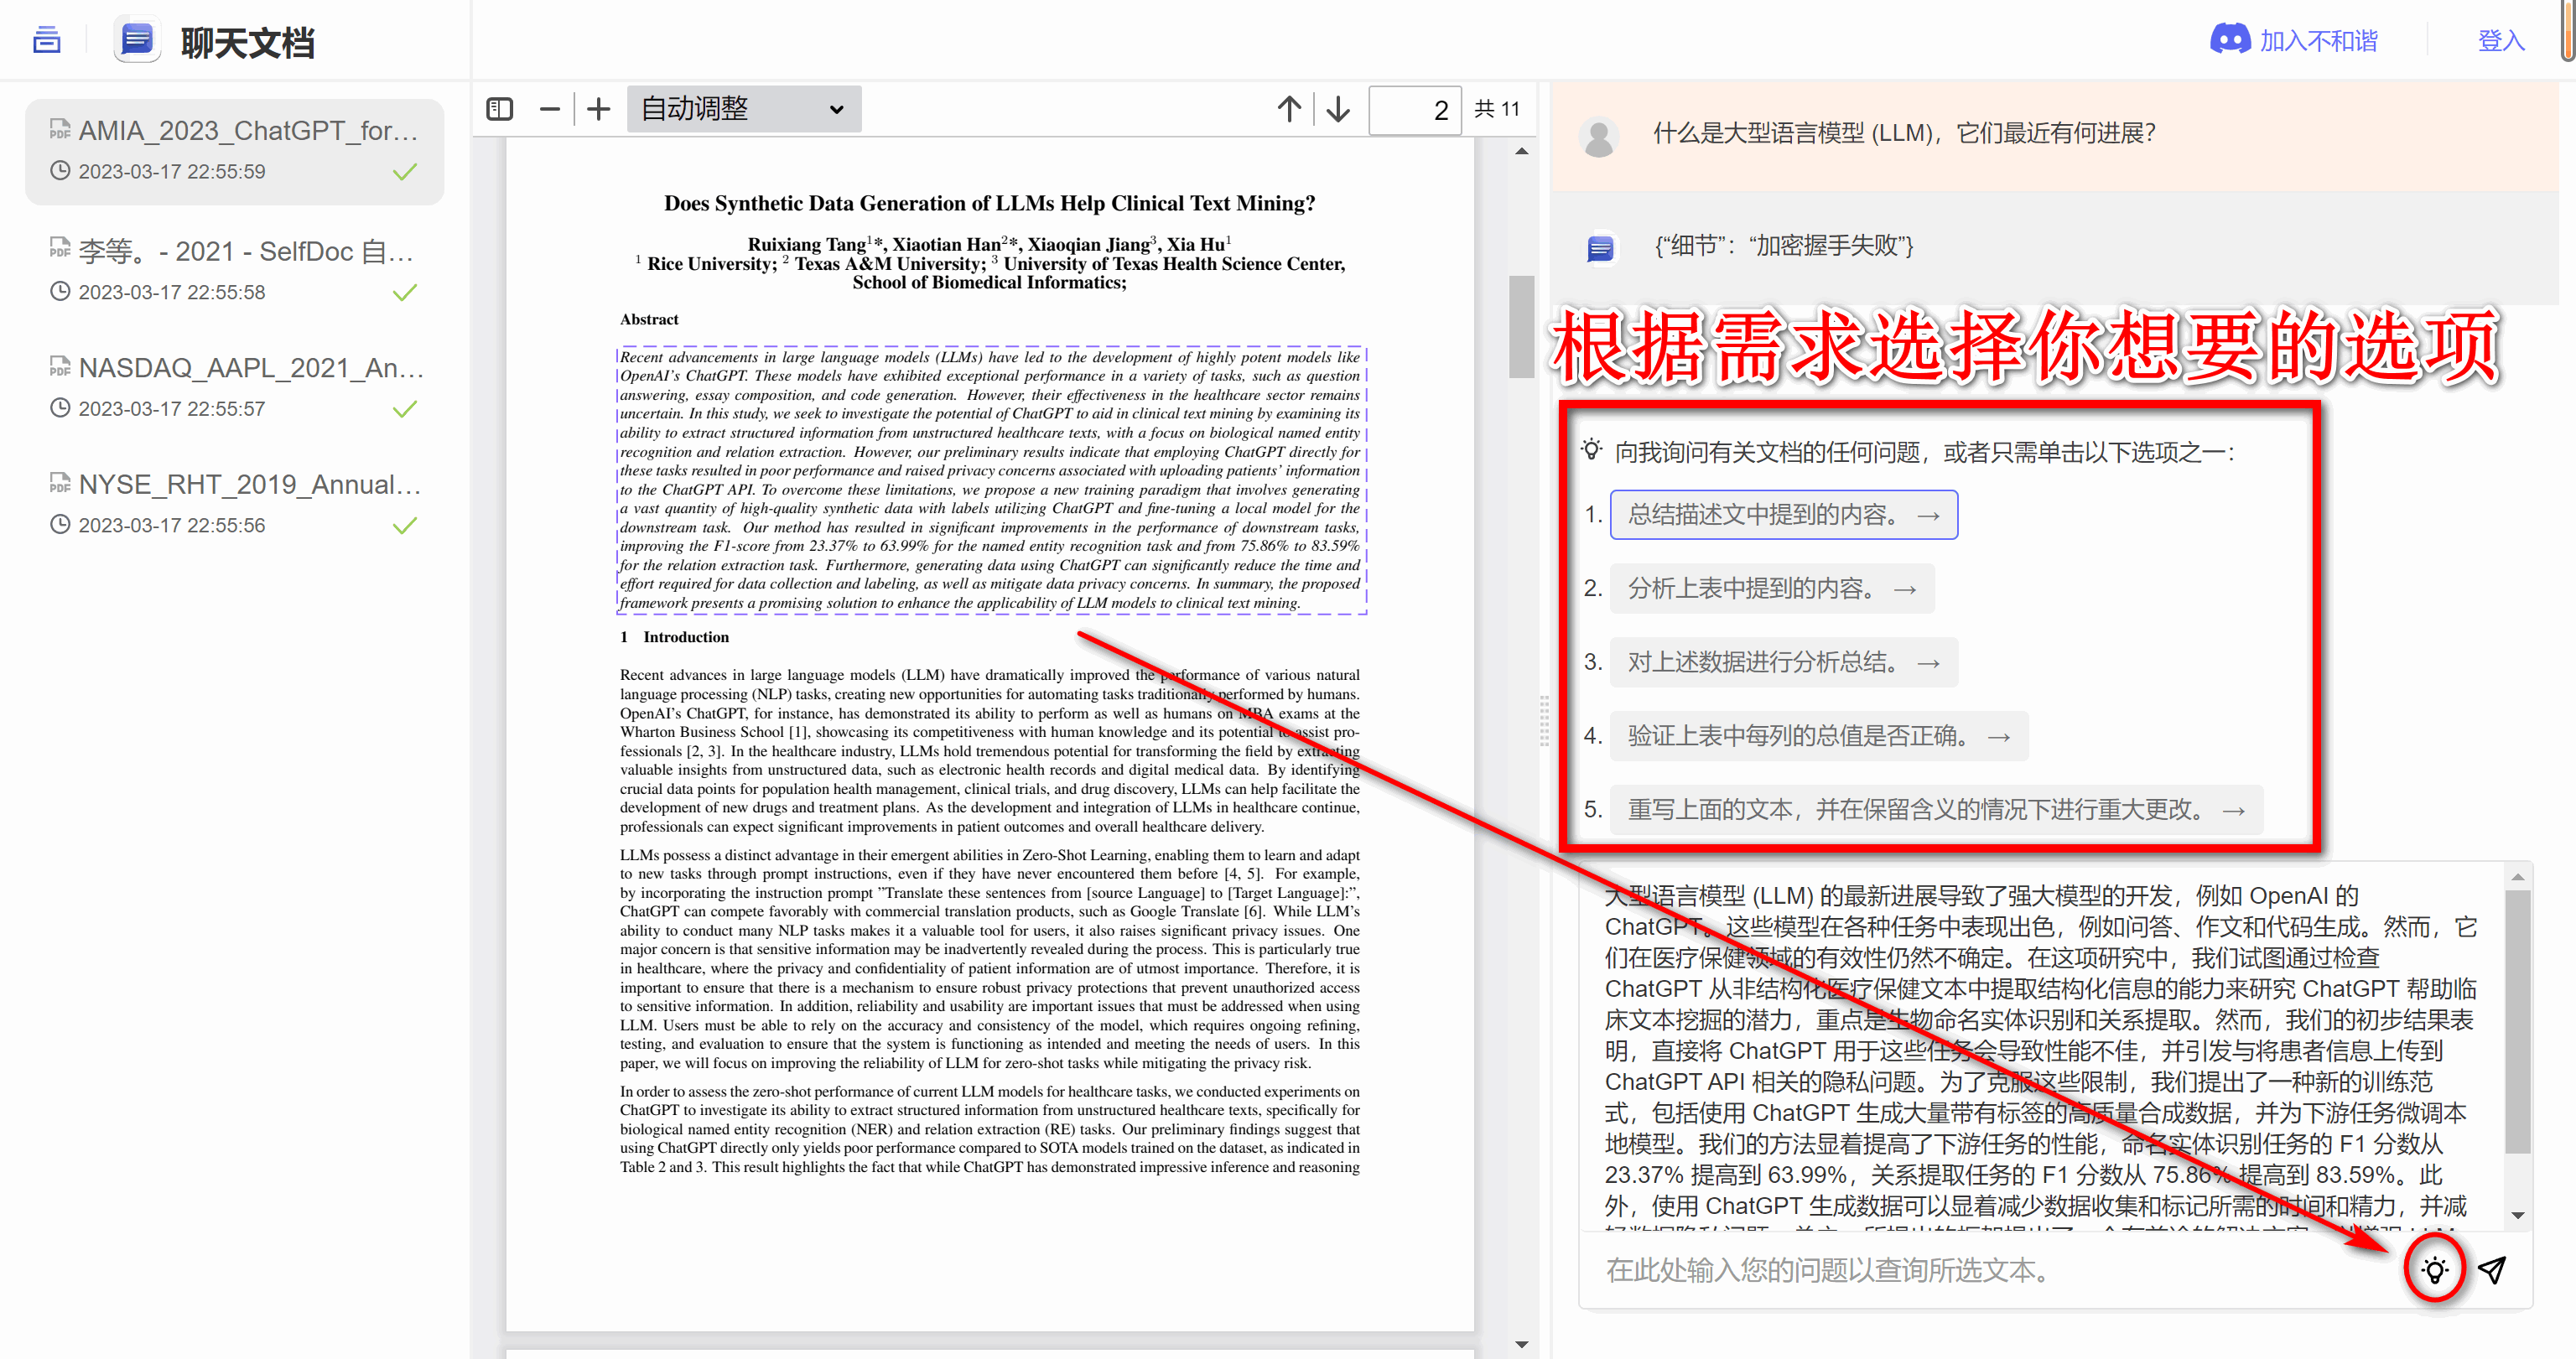 聊天文档
加入不和谐
登入
AMIA_2023_ChatGPT_for...
2023-03-17 22:55:59
李等。- 2021 - SelfDoc 自...
2023-03-17 22:55:58
NASDAQ_AAPL_2021_An...
2023-03-17 22:55:57
NYSE_RHT_2019_Annual...
2023-03-17 22:55:56
自动调整
2
共 11
Does Synthetic Data Generation of LLMs Help Clinical Text Mining?
Ruixiang Tang1*, Xiaotian Han2*, Xiaoqian Jiang3, Xia Hu1
1 Rice University; 2 Texas A&M University; 3 University of Texas Health Science Center,
School of Biomedical Informatics;
Abstract
Recent advancements in large language models (LLMs) have led to the development of highly potent models like
OpenAI's ChatGPT. These models have exhibited exceptional performance in a variety of tasks, such as question
answering, essay composition, and code generation. However, their effectiveness in the healthcare sector remains
uncertain. In this study, we seek to investigate the potential of ChatGPT to aid in clinical text mining by examining its
ability to extract structured information from unstructured healthcare texts, with a focus on biological named entity
recognition and relation extraction. However, our preliminary results indicate that employing ChatGPT directly for
these tasks resulted in poor performance and raised privacy concerns associated with uploading patients' information
to the ChatGPT API. To overcome these limitations, we propose a new training paradigm that involves generating
a vast quantity of high-quality synthetic data with labels utilizing ChatGPT and fine-tuning a local model for the
downstream task. Our method has resulted in significant improvements in the performance of downstream tasks,
improving the F1-score from 23.37% to 63.99% for the named entity recognition task and from 75.86% to 83.59%
for the relation extraction task. Furthermore, generating data using ChatGPT can significantly reduce the time and
effort required for data collection and labeling, as well as mitigate data privacy concerns. In summary, the proposed
framework presents a promising solution to enhance the applicability of LLM models to clinical text mining.
1 Introduction
Recent advances in large language models (LLM) have dramatically improved the performance of various natural
language processing (NLP) tasks, creating new opportunities for automating tasks traditionally performed by humans.
OpenAI's ChatGPT, for instance, has demonstrated its ability to perform as well as humans on MBA exams at the
Wharton Business School [1], showcasing its competitiveness with human knowledge and its potential to assist pro-
fessionals [2, 3]. In the healthcare industry, LLMs hold tremendous potential for transforming the field by extracting
valuable insights from unstructured data, such as electronic health records and digital medical data. By identifying
crucial data points for population health management, clinical trials, and drug discovery, LLMs can help facilitate the
development of new drugs and treatment plans. As the development and integration of LLMs in healthcare continue,
professionals can expect significant improvements in patient outcomes and overall healthcare delivery.
LLMs possess a distinct advantage in their emergent abilities in Zero-Shot Learning, enabling them to learn and adapt
to new tasks through prompt instructions, even if they have never encountered them before [4, 5]. For example,
by incorporating the instruction prompt "Translate these sentences from [source Language] to [Target Language]:",
ChatGPT can compete favorably with commercial translation products, such as Google Translate [6]. While LLM's
ability to conduct many NLP tasks makes it a valuable tool for users, it also raises significant privacy issues. One
major concern is that sensitive information may be inadvertently revealed during the process. This is particularly true
in healthcare, where the privacy and confidentiality of patient information are of utmost importance. Therefore, it is
important to ensure that there is a mechanism to ensure robust privacy protections that prevent unauthorized access
to sensitive information. In addition, reliability and usability are important issues that must be addressed when using
LLM. Users must be able to rely on the accuracy and consistency of the model, which requires ongoing refining,
testing, and evaluation to ensure that the system is functioning as intended and meeting the needs of users. In this
paper, we will focus on improving the reliability of LLM for zero-shot tasks while mitigating the privacy risk.
In order to assess the zero-shot performance of current LLM models for healthcare tasks, we conducted experiments on
ChatGPT to investigate its ability to extract structured information from unstructured healthcare texts, specifically for
biological named entity recognition (NER) and relation extraction (RE) tasks. Our preliminary findings suggest that
using ChatGPT directly only yields poor performance compared to SOTA models trained on the dataset, as indicated in
Table 2 and 3. This result highlights the fact that while ChatGPT has demonstrated impressive inference and reasoning
什么是大型语言模型 (LLM)，它们最近有何进展？
{“细节”：“加密握手失败”}
根据需求选择你想要的选项
向我询问有关文档的任何问题，或者只需单击以下选项之一：
1. 总结描述文中提到的内容。 →
2. 分析上表中提到的内容。 →
3. 对上述数据进行分析总结。 →
4. 验证上表中每列的总值是否正确。 →
5. 重写上面的文本，并在保留含义的情况下进行重大更改。 →
大型语言模型 (LLM) 的最新进展导致了强大模型的开发，例如 OpenAI 的
ChatGPT。这些模型在各种任务中表现出色，例如问答、作文和代码生成。然而，它
们在医疗保健领域的有效性仍然不确定。在这项研究中，我们试图通过检查
ChatGPT 从非结构化医疗保健文本中提取结构化信息的能力来研究 ChatGPT 帮助临
床文本挖掘的潜力，重点是生物命名实体识别和关系提取。然而，我们的初步结果表
明，直接将 ChatGPT 用于这些任务会导致性能不佳，并引发与将患者信息上传到
ChatGPT API 相关的隐私问题。为了克服这些限制，我们提出了一种新的训练范
式，包括使用 ChatGPT 生成大量带有标签的高质量合成数据，并为下游任务微调本
地模型。我们的方法显着提高了下游任务的性能，命名实体识别任务的 F1 分数从
23.37% 提高到 63.99%，关系提取任务的 F1 分数从 75.86% 提高到 83.59%。此
外，使用 ChatGPT 生成数据可以显着减少数据收集和标记所需的时间和精力，并减
在此处输入您的问题以查询所选文本。